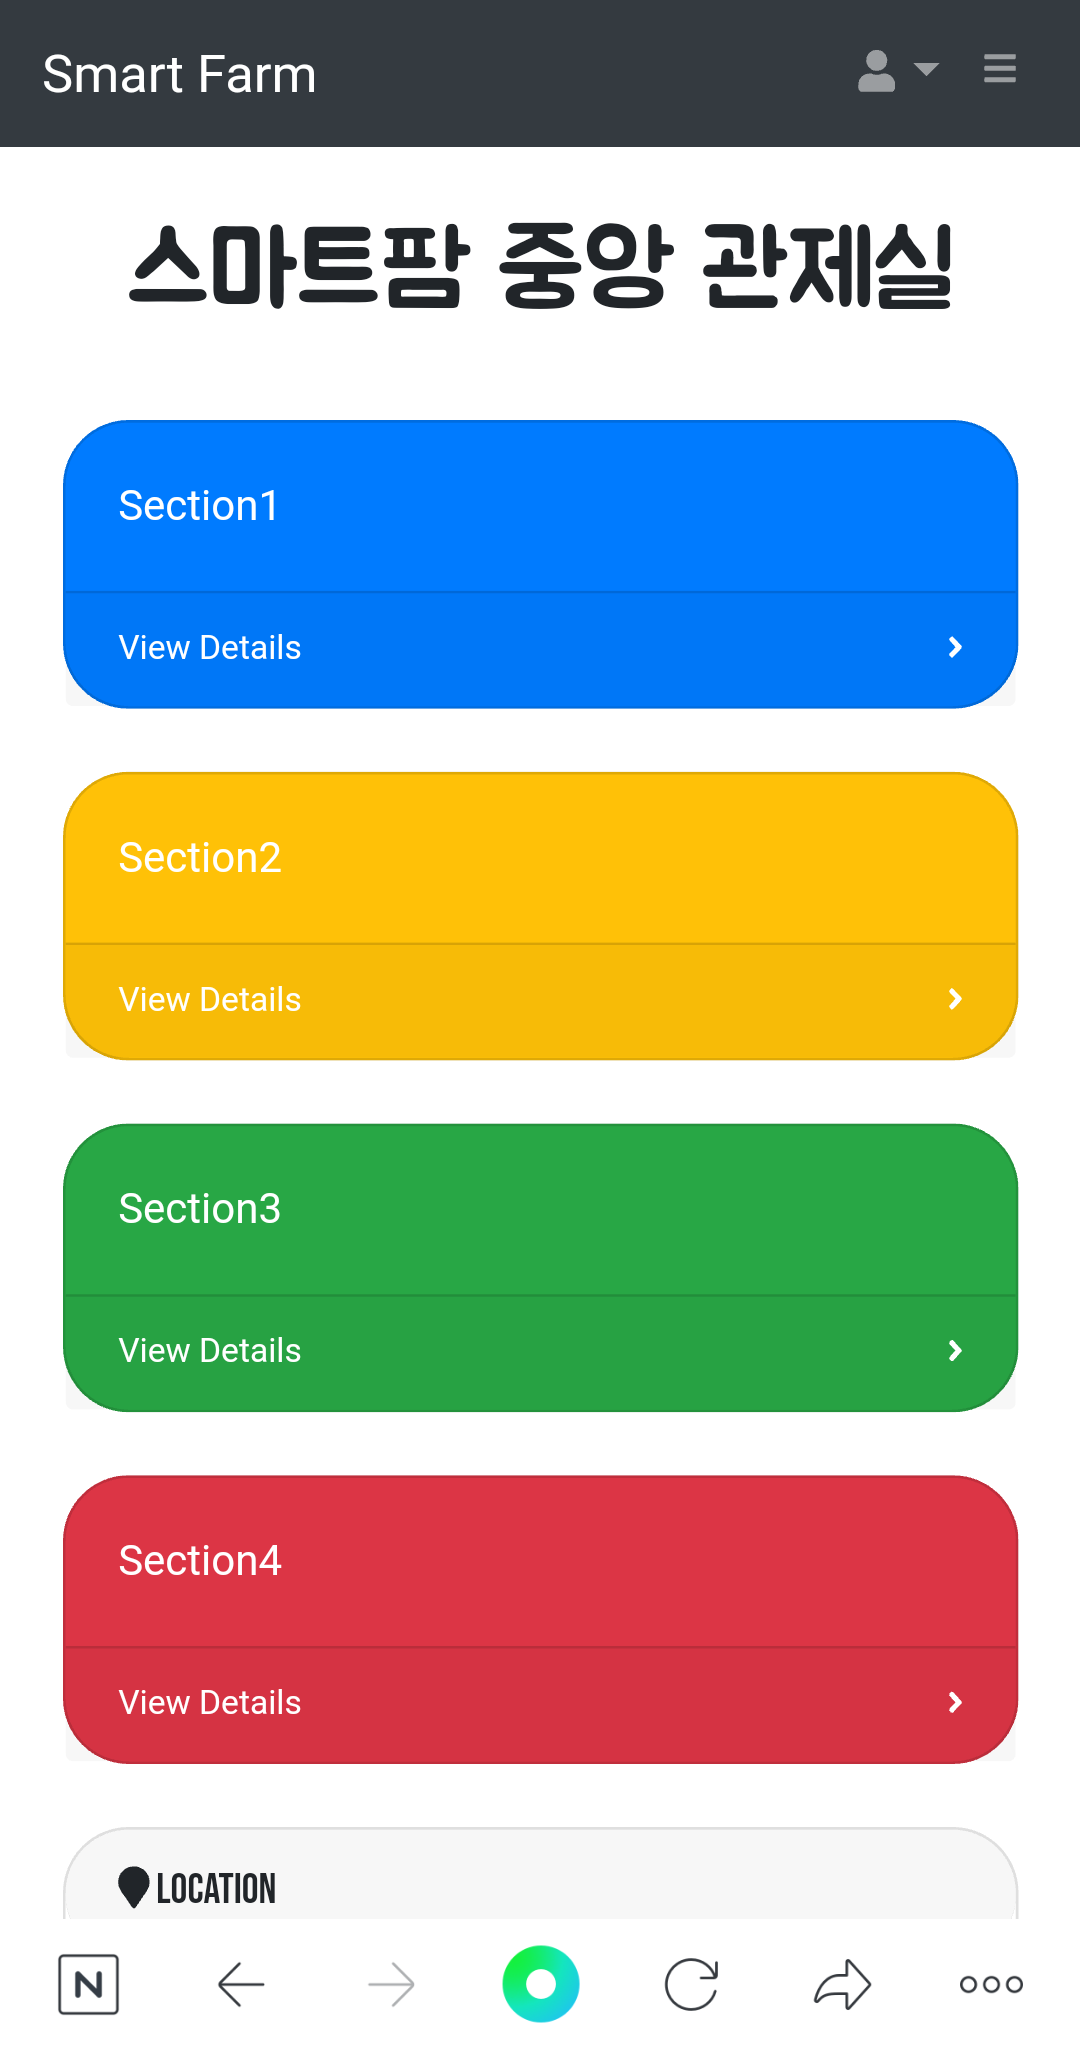 Smart Farm
스마트팜 중앙 관제실
Section1
View Details
Section2
View Details
Section3
View Details
Section4
View Details
LOCATION
N